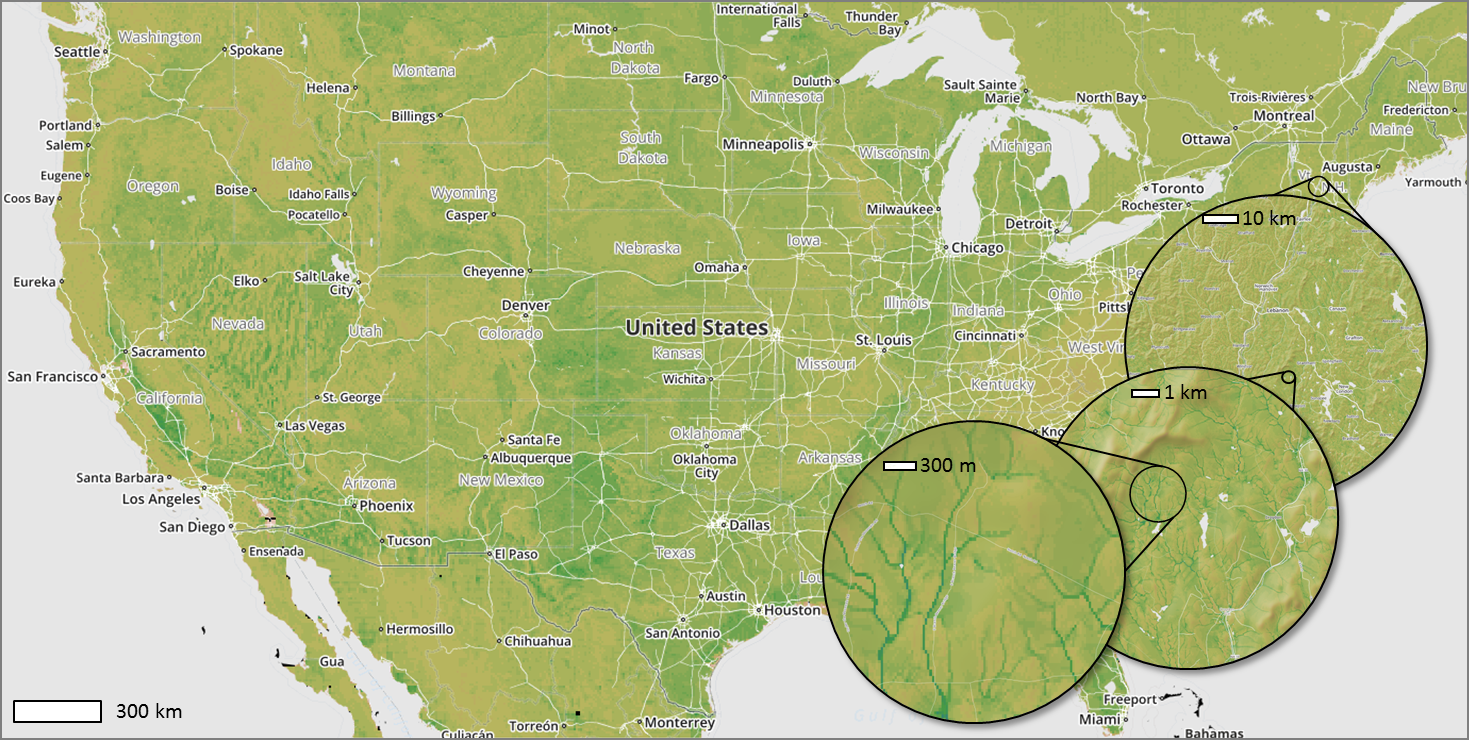 International
Falls
Thunder
Bay
Seattle
Washington
Spokane
Minot
North
Dakota
Montana
Helena
Fargo
Duluth
Minnesota
Sault Sainte
Marie
North Bay
Trois-Rivières
Montreal
New Bru
Fredericton
Maine
Billings
Portland
Salem
South
Dakota
Minneapolis
Wisconsin
Michigan
Ottawa
Augusta
Vt.
N.H.
Yarmouth
Idaho
Eugene
Oregon
Boise
Idaho Falls
Wyoming
Casper
Coos Bay
Pocatello
Milwaukee
Toronto
Rochester
Detroit
10 km
Nebraska
Iowa
Chicago
Omaha
Cheyenne
Eureka
Elko
Salt Lake
City
Pe
Ohio
Illinois
Indiana
Pittsl
Lebanon
Denver
Colorado
Nevada
Utah
United States
Kansas
St. Louis
Cincinnati
West Vir
Sacramento
Missouri
San Francisco
Wichita
Kentucky
California
St. George
1 km
Las Vegas
Oklahoma
Santa Fe
Kno
Albuquerque
Oklahoma
City
Arkansas
300 m
Santa Barbara
Arizona
New Mexico
Los Angeles
Phoenix
San Diego
Dallas
Tucson
Ensenada
El Paso
Texas
Lou
Austin
Houston
Hermosillo
San Antonio
Chihuahua
Gua
Freeport
300 km
Gulf
Miami
Torreón
Monterrey
Culiacán
Bahamas